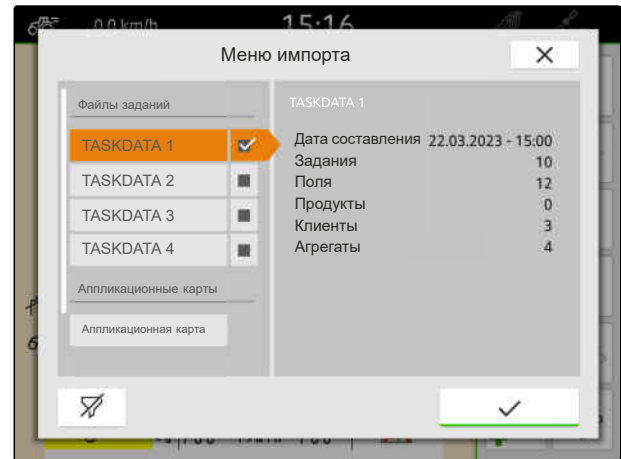 0.0 km/h
15:16
Меню импорта
Файлы заданий
TASKDATA 1
TASKDATA 2
TASKDATA 3
TASKDATA 4
Аппликационные карты
Аппликационная карта
TASKDATA 1
Дата составления 22.03.2023 - 15:00
Задания 10
Поля 12
Продукты 0
Клиенты 3
Агрегаты 4